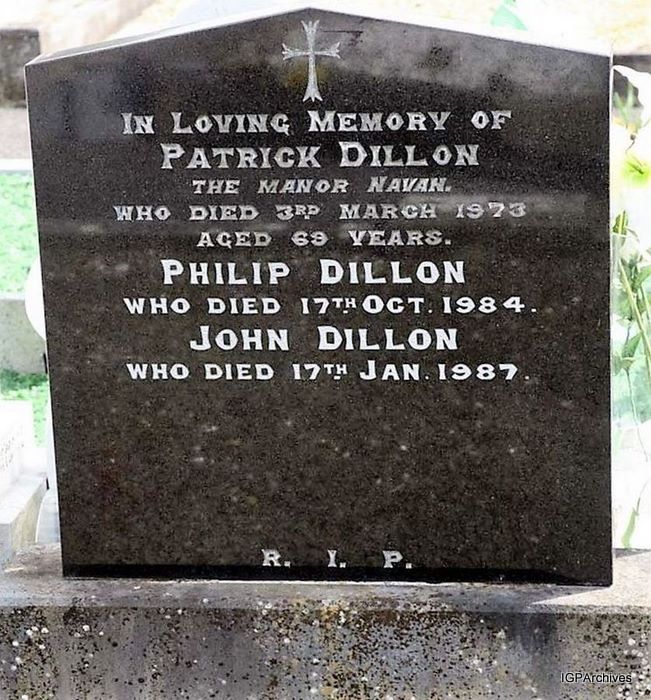 In Loving Memory of
Patrick Dillon
The Manor Navan.
who died 3rd March 1973
aged 69 years.
Philip Dillon
who died 17th Oct. 1984.
John Dillon
who died 17th Jan. 1987.
R. I. P.
IGPArchives